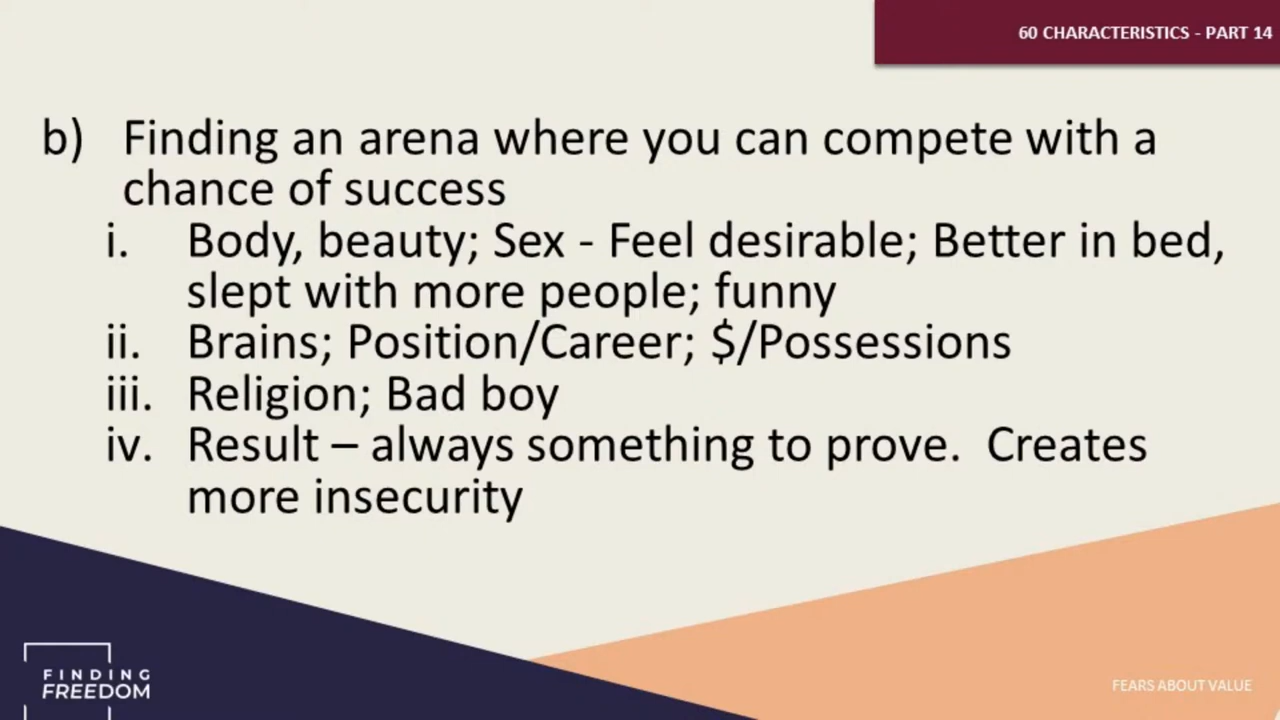 60 CHARACTERISTICS - PART 14
b) Finding an arena where you can compete with a
chance of success
i. Body, beauty; Sex - Feel desirable; Better in bed,
slept with more people; funny
ii. Brains; Position/Career; $/Possessions
iii. Religion; Bad boy
iv. Result – always something to prove.  Creates
more insecurity
FINDING
FREEDOM
FEARS ABOUT VALUE